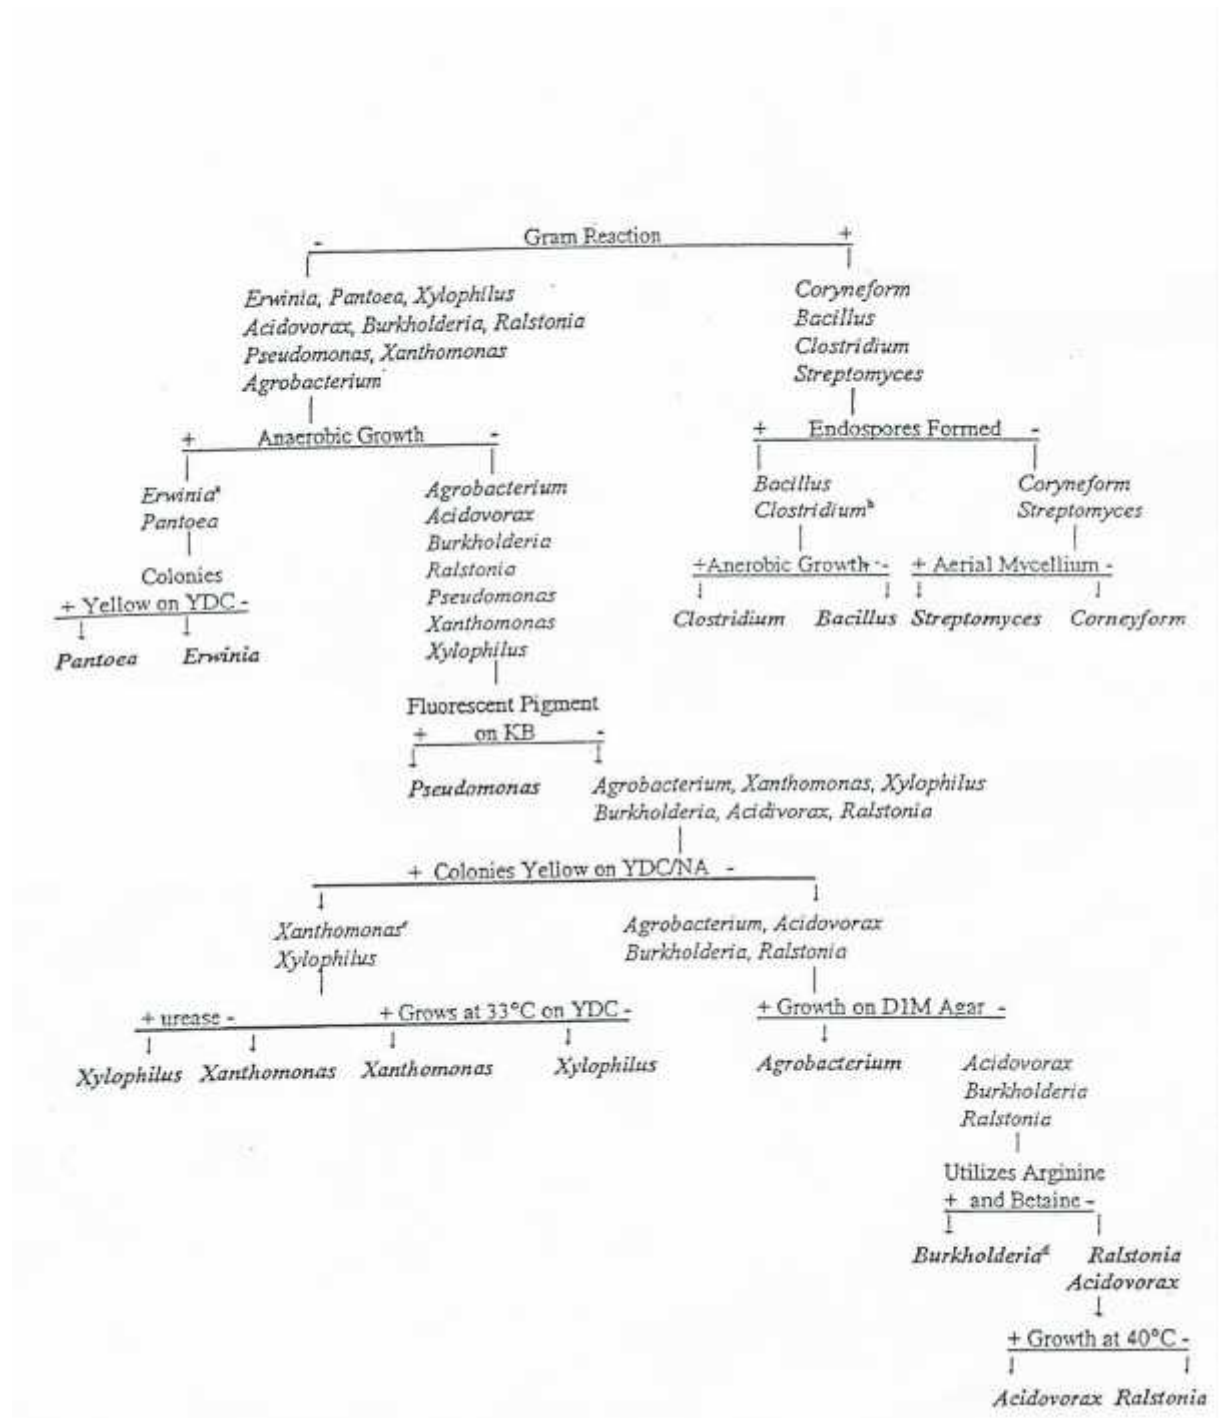 - Gram Reaction +
Erwinia, Pantoea, Xylophilus
Acidovorax, Burkholderia, Ralstonia
Pseudomonas, Xanthomonas
Agrobacterium
Coryneform
Bacillus
Clostridium
Streptomyces
+ Anaerobic Growth -
+ Endospores Formed -
Erwiniaᵃ
Pantoea
Agrobacterium
Acidovorax
Burkholderia
Ralstonia
Pseudomonas
Xanthomonas
Xylophilus
Bacillus
Clostridiumᵇ
Coryneform
Streptomyces
Colonies
+ Yellow on YDC -
Pantoea Erwinia
+Anerobic Growth -
Clostridium Bacillus
+ Aerial Mycellium -
Streptomyces Corneyform
Fluorescent Pigment
+ on KB -
Pseudomonas
Agrobacterium, Xanthomonas, Xylophilus
Burkholderia, Acidivorax, Ralstonia
+ Colonies Yellow on YDC/NA -
Xanthomonasᶜ
Xylophilus
Agrobacterium, Acidovorax
Burkholderia, Ralstonia
+ urease -
Xylophilus Xanthomonas
+ Grows at 33°C on YDC -
Xanthomonas Xylophilus
+ Growth on D1M Agar -
Agrobacterium
Acidovorax
Burkholderia
Ralstonia
Utilizes Arginine
+ and Betaine -
Burkholderiaᵈ
Ralstonia
Acidovorax
+ Growth at 40°C -
Acidovorax Ralstonia